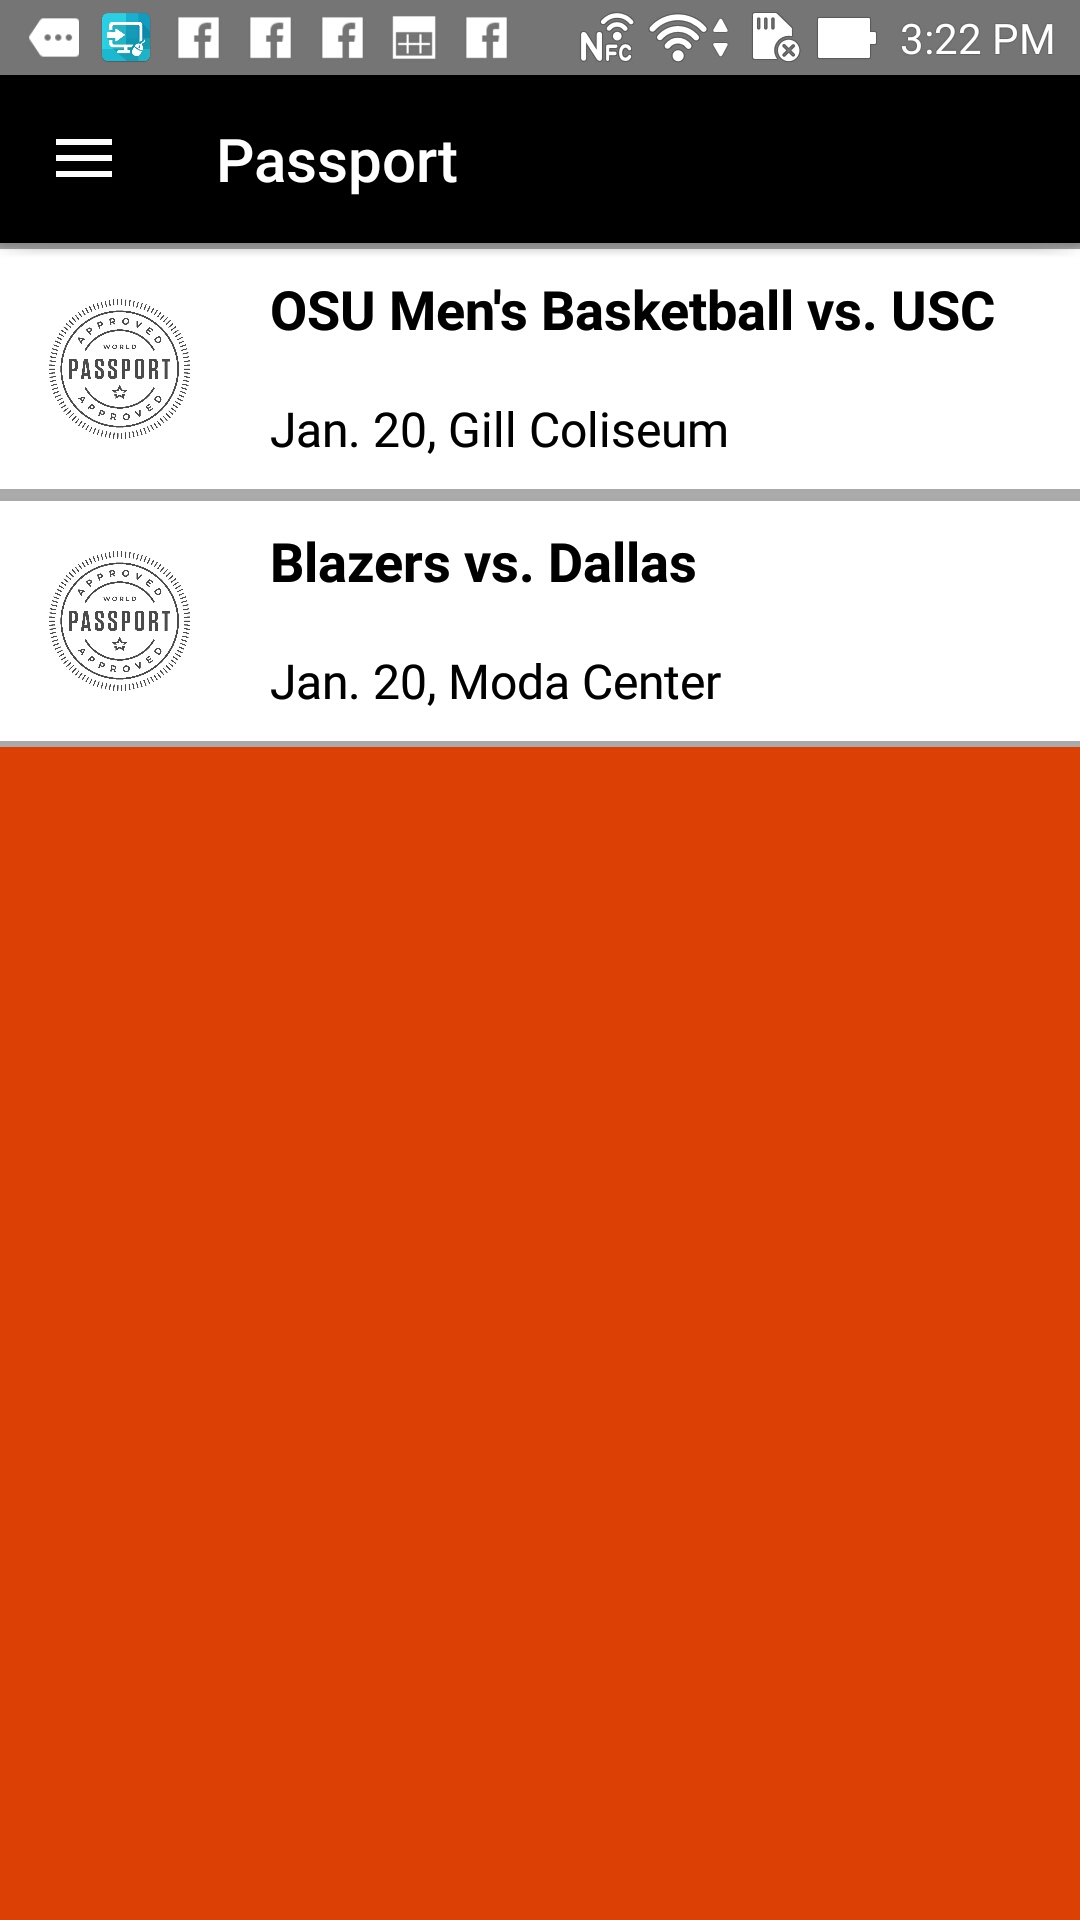 NFC 3:22 PM
Passport
APPROVED
WORLD
PASSPORT
APPROVED
OSU Men's Basketball vs. USC
Jan. 20, Gill Coliseum
APPROVED
WORLD
PASSPORT
APPROVED
Blazers vs. Dallas
Jan. 20, Moda Center